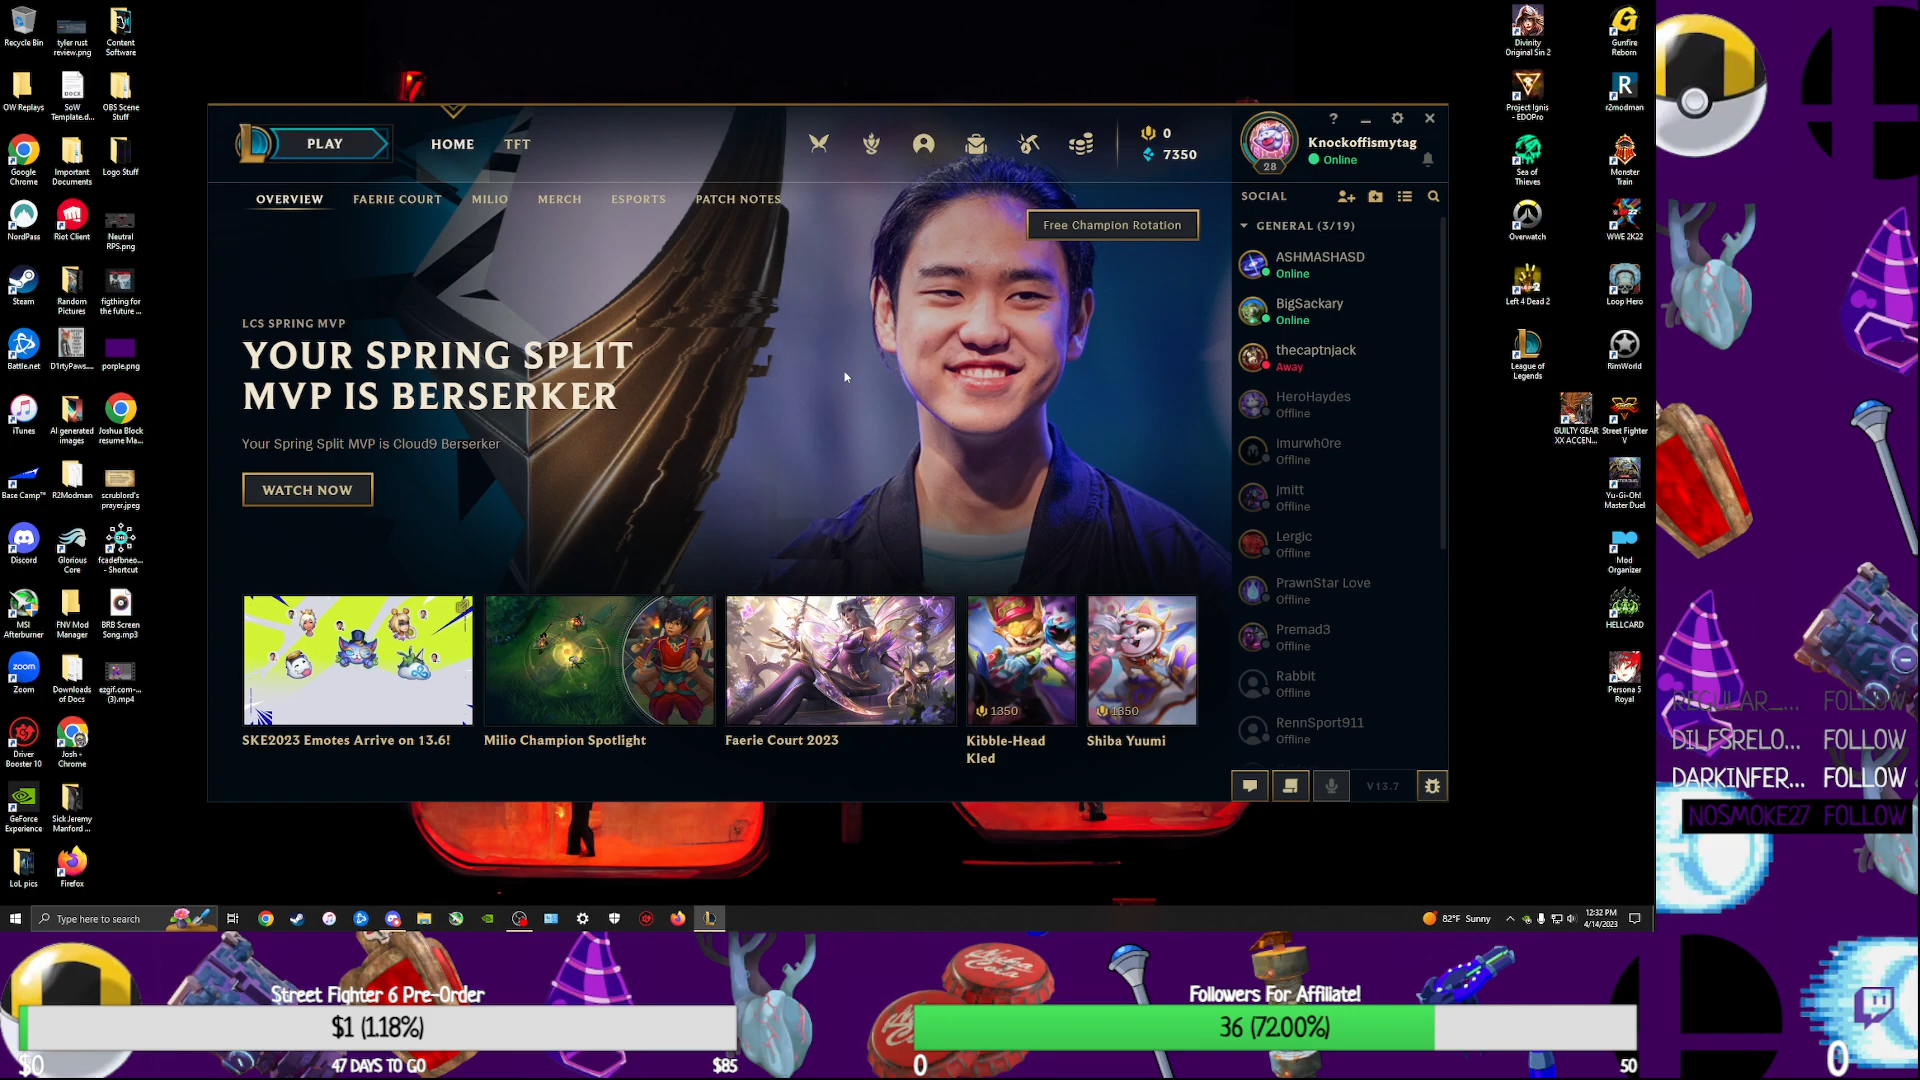 Recycle Bin
tyler rust review.png
Content Software
OW Replays
SoW Template.d...
OBS Scene Stuff
Google Chrome
Important Documents
Logo Stuff
NordPass
Riot Client
Neutral RPS.png
Steam
Random Pictures
figthing for the future ...
Battle.net
D1rtyPaws....
porple.png
iTunes
AI generated images
Joshua Block resume Ma...
Base Camp™
R2Modman
scrublord's prayer.jpeg
Discord
Glorious Core
fcadefbneo... - Shortcut
MSI Afterburner
FNV Mod Manager
BRB Screen Song.mp3
Zoom
Downloads of Docs
ezgif.com-... (3).mp4
Driver Booster 10
Josh - Chrome
GeForce Experience
Sick Jeremy Manford ...
LoL pics
Firefox
PLAY
HOME
TFT
0
7350
28
Knockoffismytag
Online
OVERVIEW
FAERIE COURT
MILIO
MERCH
ESPORTS
PATCH NOTES
Free Champion Rotation
LCS SPRING MVP
YOUR SPRING SPLIT
MVP IS BERSERKER
Your Spring Split MVP is Cloud9 Berserker
WATCH NOW
1350
1350
SKE2023 Emotes Arrive on 13.6!
Milio Champion Spotlight
Faerie Court 2023
Kibble-Head
Kled
Shiba Yuumi
SOCIAL
GENERAL (3/19)
ASHMASHASD
Online
BigSackary
Online
thecaptnjack
Away
HeroHaydes
Offline
imurwh0re
Offline
jmitt
Offline
Lergic
Offline
PrawnStar Love
Offline
Premad3
Offline
Rabbit
Offline
RennSport911
Offline
V13.7
Divinity Original Sin 2
Gunfire Reborn
Project Ignis - EDOPro
r2modman
Sea of Thieves
Monster Train
Overwatch
WWE 2K22
Left 4 Dead 2
Loop Hero
League of Legends
RimWorld
GUILTY GEAR XX ACCEN...
Street Fighter V
Yu-Gi-Oh! Master Duel
Mod Organizer
HELLCARD
Persona 5 Royal
REGULAR_... FOLLOW
DILFSRELO... FOLLOW
DARKINFER... FOLLOW
NOSMOKE27 FOLLOW
Type here to search
82°F Sunny
12:32 PM
4/14/2023
Street Fighter 6 Pre-Order
$1 (1.18%)
$0
47 DAYS TO GO
$85
Followers For Affiliate!
36 (72.00%)
0
50
0